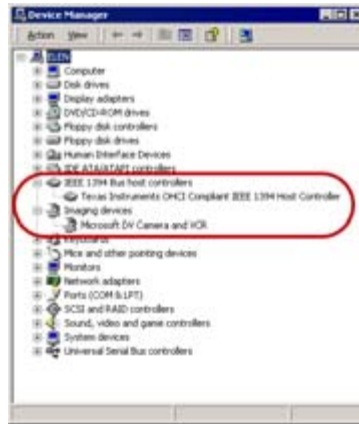 Device Manager
Action View
ELEN
Computer
Disk drives
Display adapters
DVD/CD-ROM drives
Floppy disk controllers
Floppy disk drives
Human Interface Devices
IDE ATA/ATAPI controllers
IEEE 1394 Bus host controllers
Texas Instruments OHCI Compliant IEEE 1394 Host Controller
Imaging devices
Microsoft DV Camera and VCR
Keyboards
Mice and other pointing devices
Monitors
Network adapters
Ports (COM & LPT)
SCSI and RAID controllers
Sound, video and game controllers
System devices
Universal Serial Bus controllers